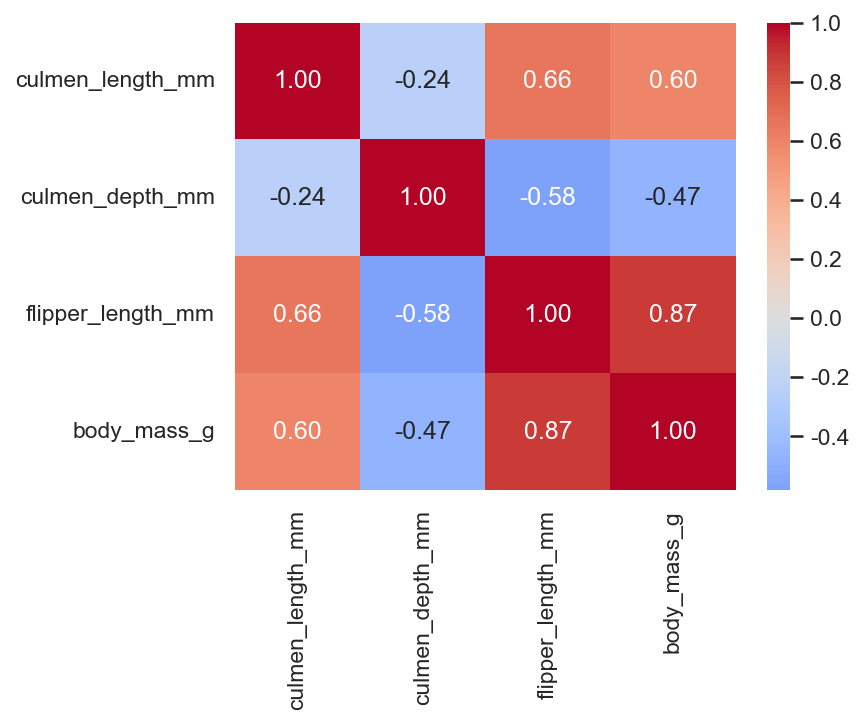 culmen_length_mm 1.00 -0.24 0.66 0.60
culmen_depth_mm -0.24 1.00 -0.58 -0.47
flipper_length_mm 0.66 -0.58 1.00 0.87
body_mass_g 0.60 -0.47 0.87 1.00
culmen_length_mm
culmen_depth_mm
flipper_length_mm
body_mass_g
1.0
0.8
0.6
0.4
0.2
0.0
-0.2
-0.4